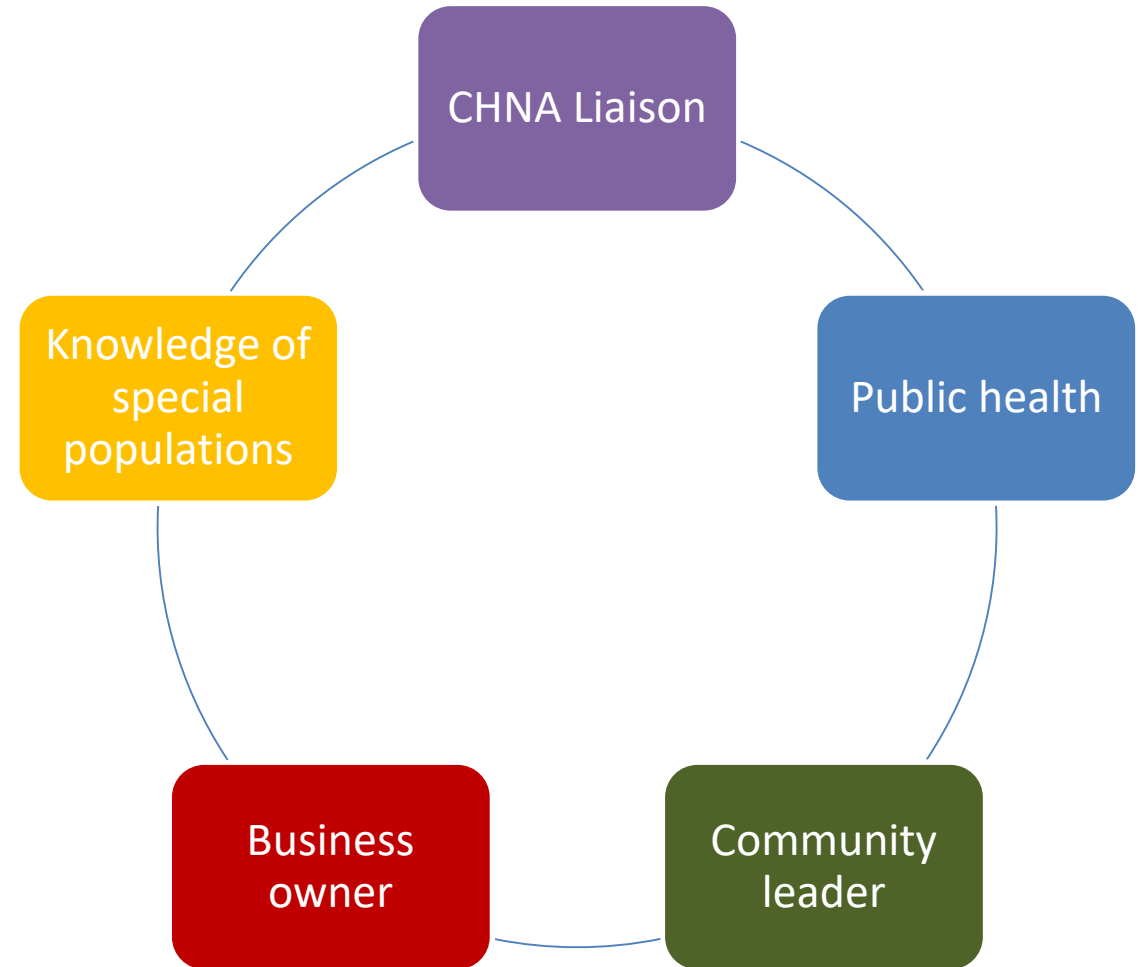 CHNA Liaison
Public health
Community
leader
Business
owner
Knowledge of
special
populations